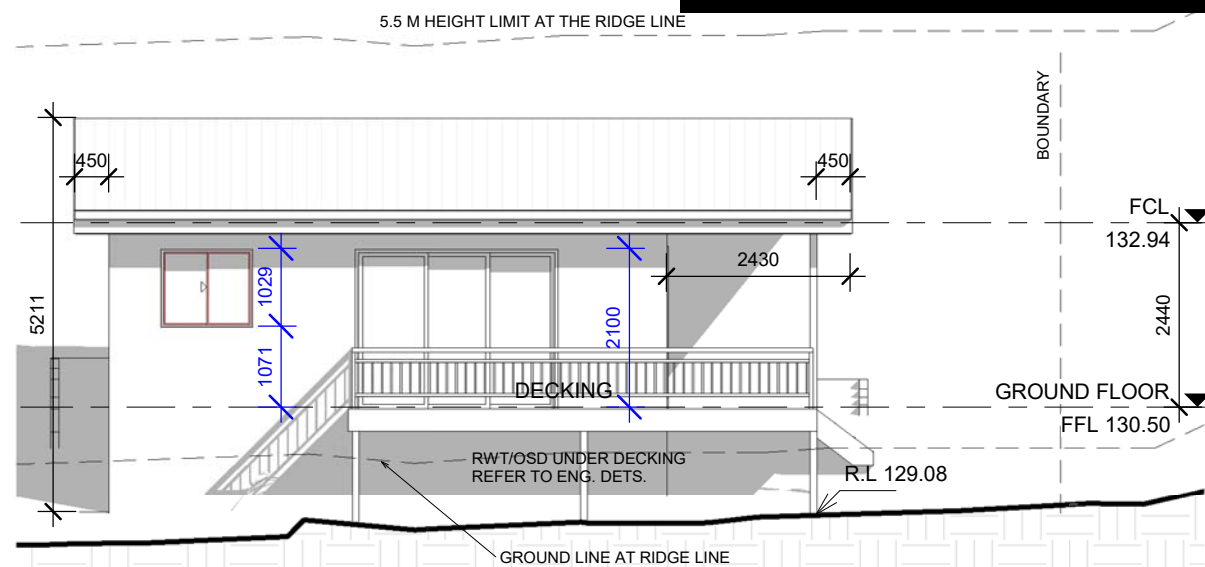 5.5 M HEIGHT LIMIT AT THE RIDGE LINE
BOUNDARY
450
450
FCL
132.94
2430
1029
5211
2100
2440
1071
DECKING
GROUND FLOOR
FFL 130.50
RWT/OSD UNDER DECKING
REFER TO ENG. DETS.
R.L 129.08
GROUND LINE AT RIDGE LINE